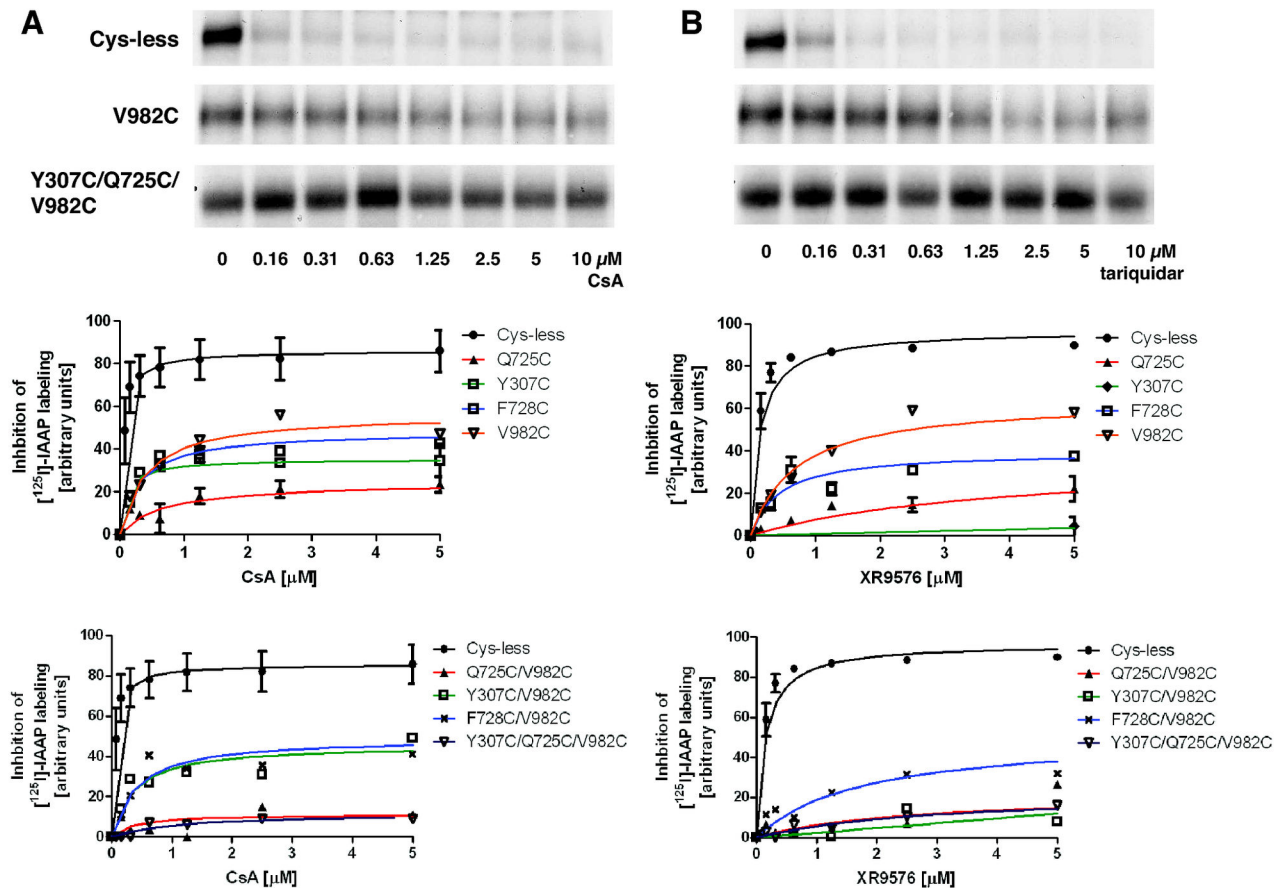 A
Cys-less
V982C
Y307C/Q725C/
V982C
0 0.16 0.31 0.63 1.25 2.5 5 10 µM
CsA
B
0 0.16 0.31 0.63 1.25 2.5 5 10 µM
tariquidar
Inhbition of
[¹²⁵I]-IAAP labeling
[arbitrary units]
100
80
60
40
20
0
0 1 2 3 4 5
CsA [µM]
Cys-less
Q725C
Y307C
F728C
V982C
Inhbition of
[¹²⁵I]-IAAP labeling
[arbitrary units]
100
80
60
40
20
0
0 1 2 3 4 5
XR9576 [µM]
Cys-less
Q725C
Y307C
F728C
V982C
Inhbition of
[¹²⁵I]-IAAP labeling
[arbitrary units]
100
80
60
40
20
0
0 1 2 3 4 5
CsA [µM]
Cys-less
Q725C/V982C
Y307C/V982C
F728C/V982C
Y307C/Q725C/V982C
Inhbition of
[¹²⁵I]-IAAP labeling
[arbitrary units]
100
80
60
40
20
0
0 1 2 3 4 5
XR9576 [µM]
Cys-less
Q725C/V982C
Y307C/V982C
F728C/V982C
Y307C/Q725C/V982C